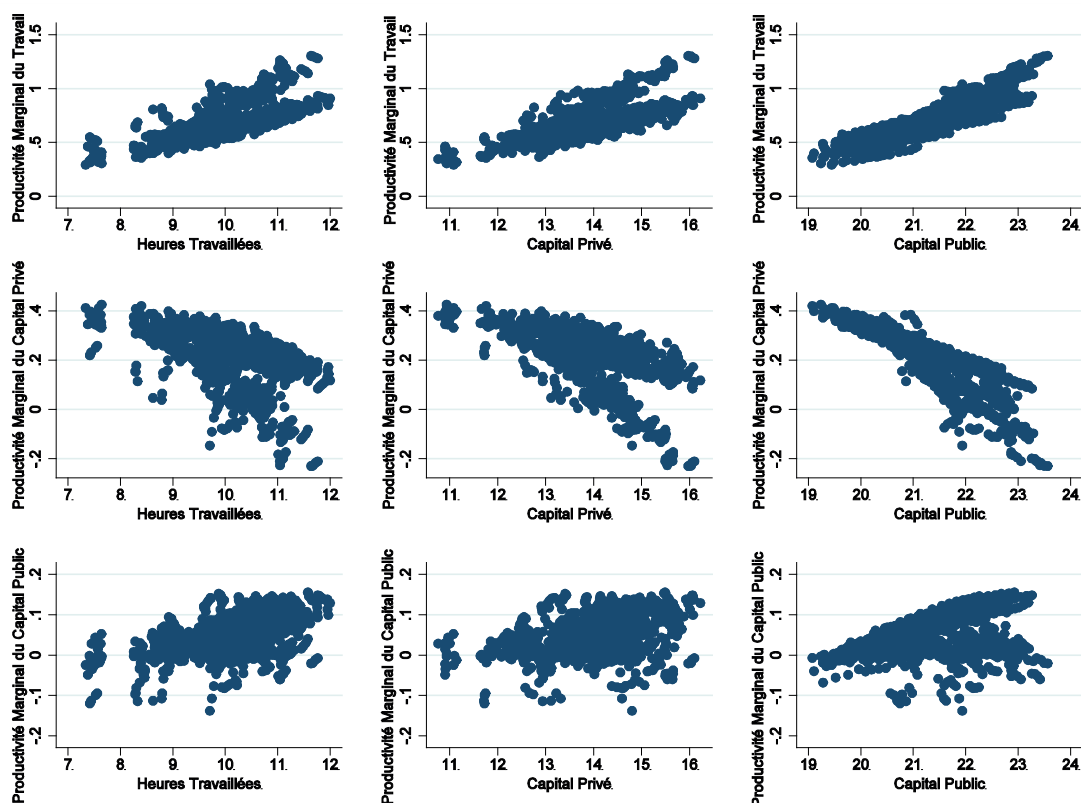 Productivité Marginal du Travail
0 .5 1 1.5
7. 8. 9. 10. 11. 12.
Heures Travaillées.
Productivité Marginal du Travail
0 .5 1 1.5
11. 12. 13. 14. 15. 16.
Capital Privé.
Productivité Marginal du Travail
0 .5 1 1.5
19. 20. 21. 22. 23. 24.
Capital Public.
Productivité Marginal du Capital Privé
-.2 0 .2 .4
7. 8. 9. 10. 11. 12.
Heures Travaillées.
Productivité Marginal du Capital Privé
-.2 0 .2 .4
11. 12. 13. 14. 15. 16.
Capital Privé.
Productivité Marginal du Capital Privé
-.2 0 .2 .4
19. 20. 21. 22. 23. 24.
Capital Public.
Productivité Marginal du Capital Public
-.2 -.1 0 .1 .2
7. 8. 9. 10. 11. 12.
Heures Travaillées.
Productivité Marginal du Capital Public
-.2 -.1 0 .1 .2
11. 12. 13. 14. 15. 16.
Capital Privé.
Productivité Marginal du Capital Public
-.2 -.1 0 .1 .2
19. 20. 21. 22. 23. 24.
Capital Public.